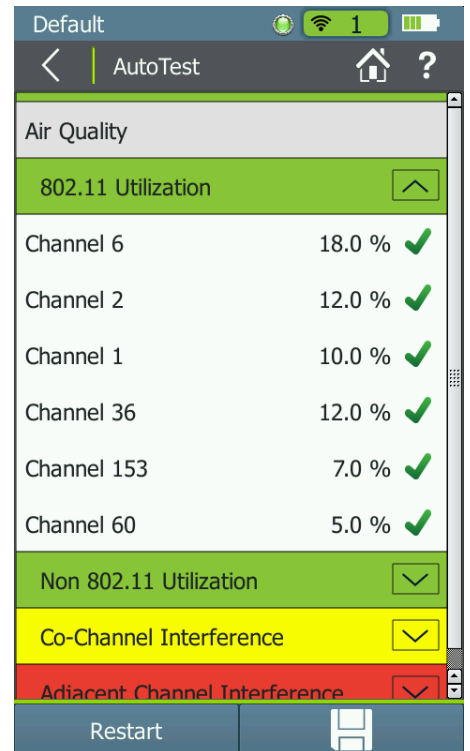 Default 1
AutoTest ?
Air Quality
802.11 Utilization
Channel 6 18.0 %
Channel 2 12.0 %
Channel 1 10.0 %
Channel 36 12.0 %
Channel 153 7.0 %
Channel 60 5.0 %
Non 802.11 Utilization
Co-Channel Interference
Adjacent Channel Interference
Restart